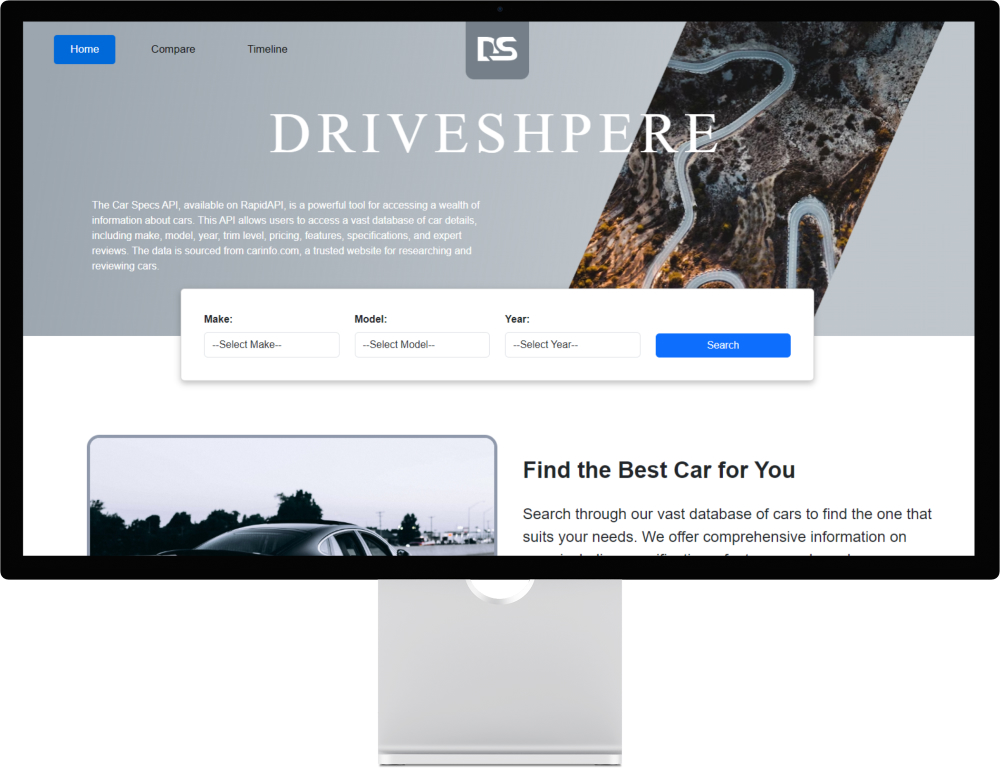 Home Compare Timeline
DS
DRIVESHPERE
The Car Specs API, available on RapidAPI, is a powerful tool for accessing a wealth of
information about cars. This API allows users to access a vast database of car details,
including make, model, year, trim level, pricing, features, specifications, and expert
reviews. The data is sourced from carinfo.com, a trusted website for researching and
reviewing cars.
Make: Model: Year:
--Select Make-- --Select Model-- --Select Year-- Search
Find the Best Car for You
Search through our vast database of cars to find the one that
suits your needs. We offer comprehensive information on